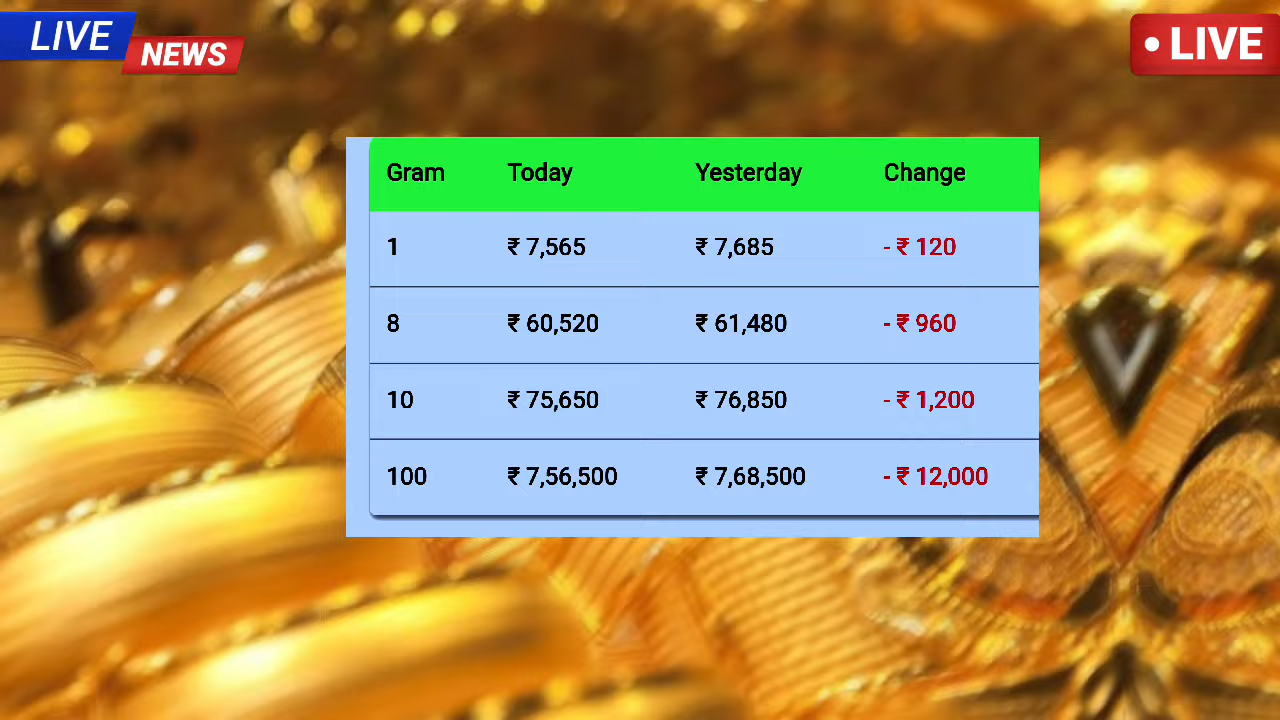 LIVE
NEWS
• LIVE
Gram Today Yesterday Change
1 ₹ 7,565 ₹ 7,685 - ₹ 120
8 ₹ 60,520 ₹ 61,480 - ₹ 960
10 ₹ 75,650 ₹ 76,850 - ₹ 1,200
100 ₹ 7,56,500 ₹ 7,68,500 - ₹ 12,000